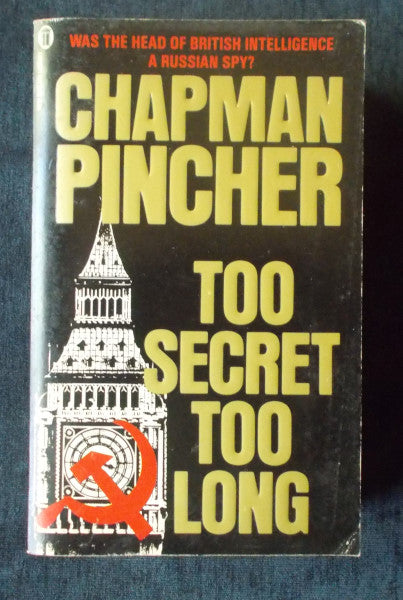 WAS THE HEAD OF BRITISH INTELLIGENCE
A RUSSIAN SPY?
CHAPMAN
PINCHER
TOO
SECRET
TOO
LONG